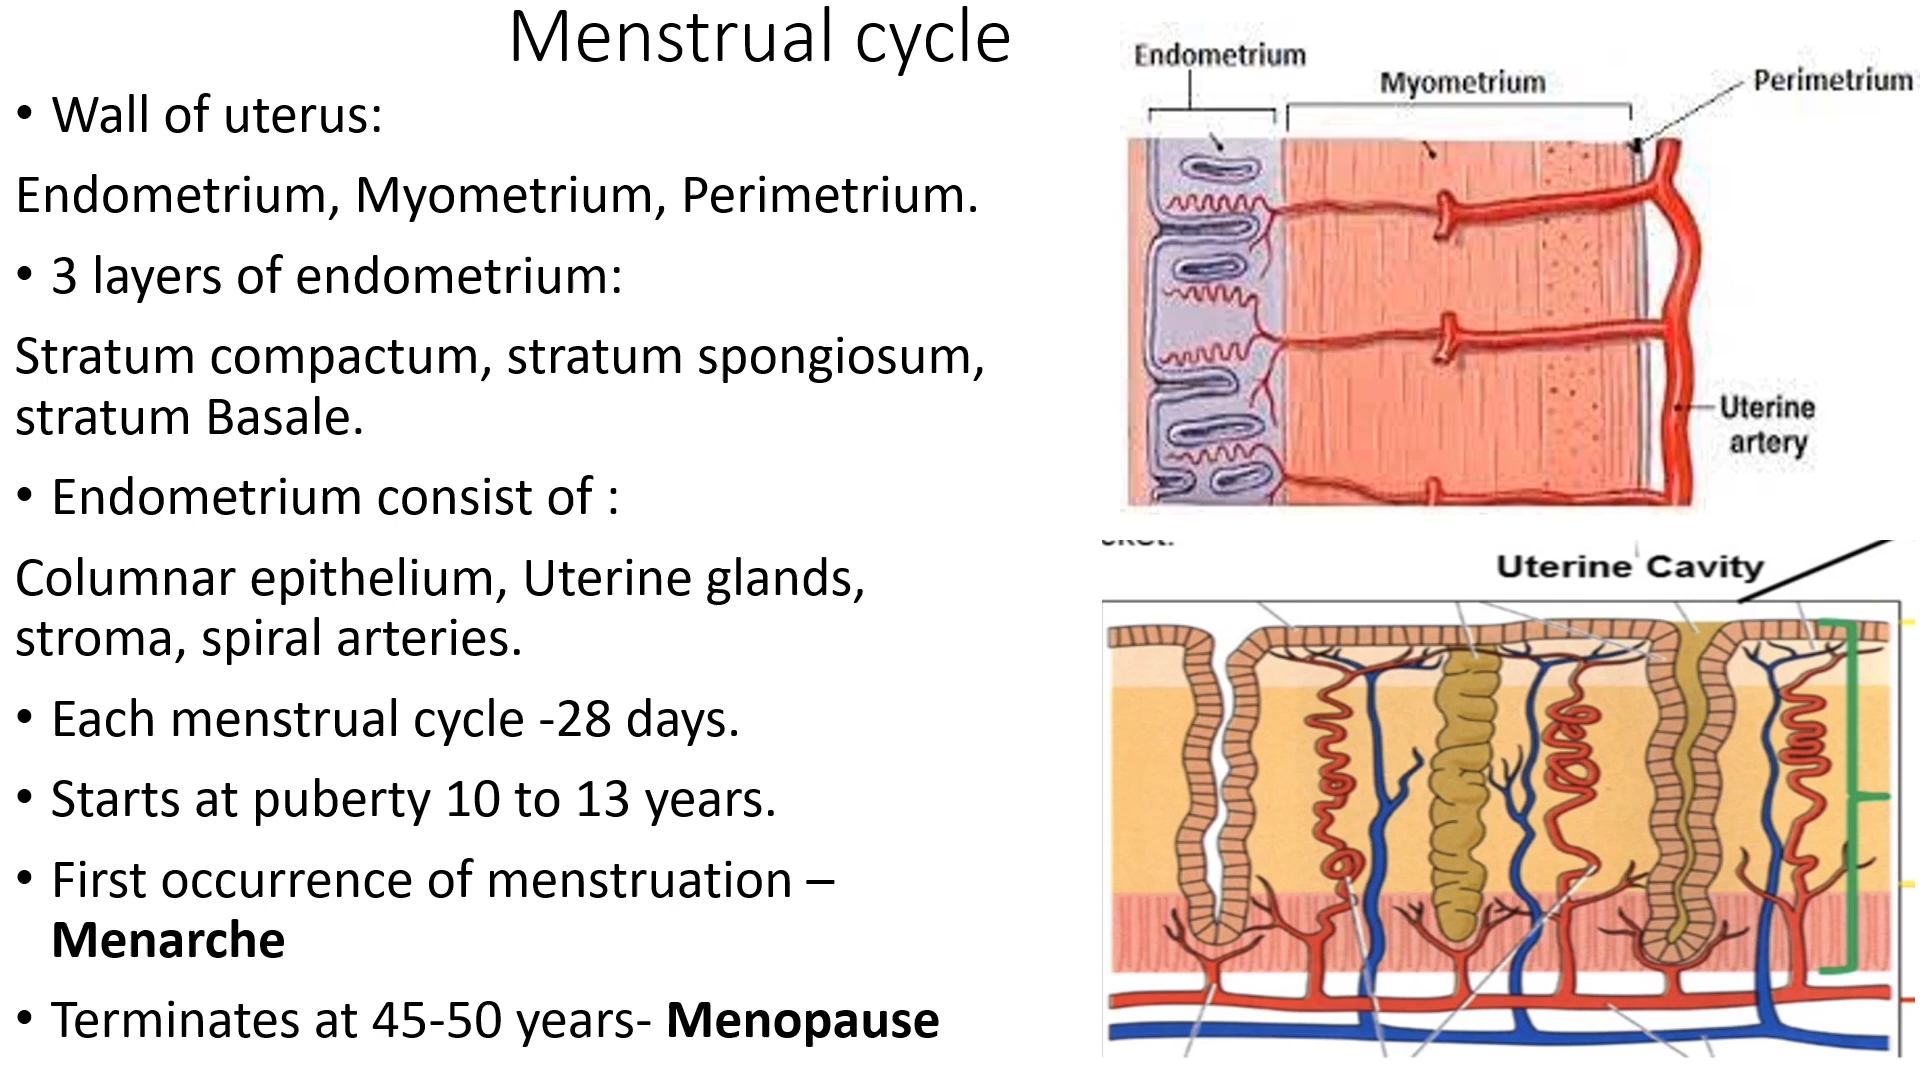 Menstrual cycle
• Wall of uterus:
Endometrium, Myometrium, Perimetrium.
• 3 layers of endometrium:
Stratum compactum, stratum spongiosum,
stratum Basale.
• Endometrium consist of :
Columnar epithelium, Uterine glands,
stroma, spiral arteries.
• Each menstrual cycle -28 days.
• Starts at puberty 10 to 13 years.
• First occurrence of menstruation –
Menarche
• Terminates at 45-50 years- Menopause
Endometrium
Myometrium
Perimetrium
Uterine
artery
Uterine Cavity